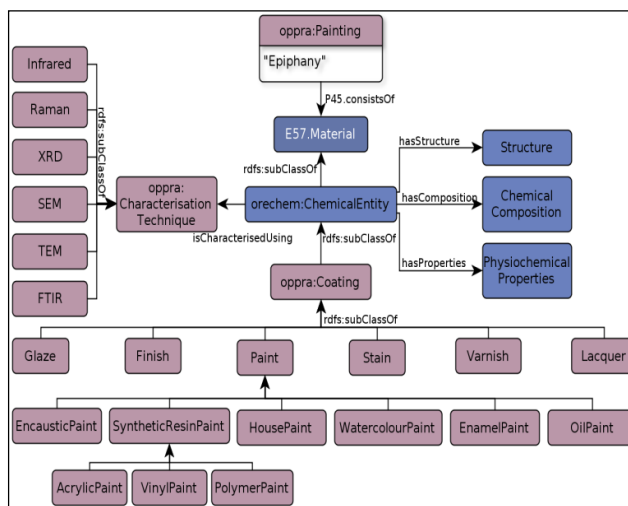 oppra:Painting
"Epiphany"
Infrared
Raman
XRD
SEM
TEM
FTIR
rdfs:subClassOf
P45.consistsOf
E57.Material
rdfs:subClassOf
oppra:
Characterisation
Technique
isCharacterisedUsing
orechem:ChemicalEntity
hasStructure
Structure
hasComposition
Chemical
Composition
hasProperties
Physiochemical
Properties
rdfs:subClassOf
oppra:Coating
rdfs:subClassOf
Glaze
Finish
Paint
Stain
Varnish
Lacquer
EncausticPaint
SyntheticResinPaint
HousePaint
WatercolourPaint
EnamelPaint
OilPaint
AcrylicPaint
VinylPaint
PolymerPaint